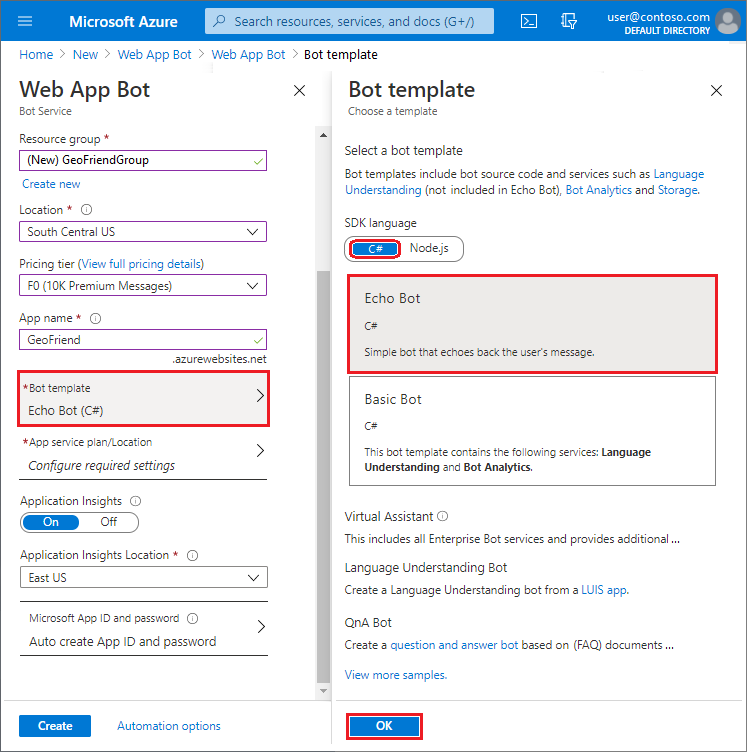 Microsoft Azure
Search resources, services, and docs (G+/)
user@contoso.com
DEFAULT DIRECTORY
Home > New > Web App Bot > Web App Bot > Bot template
Web App Bot
Bot Service
Resource group *
(New) GeoFriendGroup
Create new
Location *
South Central US
Pricing tier (View full pricing details)
F0 (10K Premium Messages)
App name *
GeoFriend
.azurewebsites.net
*Bot template
Echo Bot (C#)
*App service plan/Location
Configure required settings
Application Insights
On Off
Application Insights Location *
East US
Microsoft App ID and password
Auto create App ID and password
Create Automation options
Bot template
Choose a template
Select a bot template
Bot templates include bot source code and services such as Language
Understanding (not included in Echo Bot), Bot Analytics and Storage.
SDK language
C# Node.js
Echo Bot
C#
Simple bot that echoes back the user's message.
Basic Bot
C#
This bot template contains the following services: Language
Understanding and Bot Analytics.
Virtual Assistant
This includes all Enterprise Bot services and provides additional ...
Language Understanding Bot
Create a Language Understanding bot from a LUIS app.
QnA Bot
Create a question and answer bot based on (FAQ) documents ...
View more samples.
OK